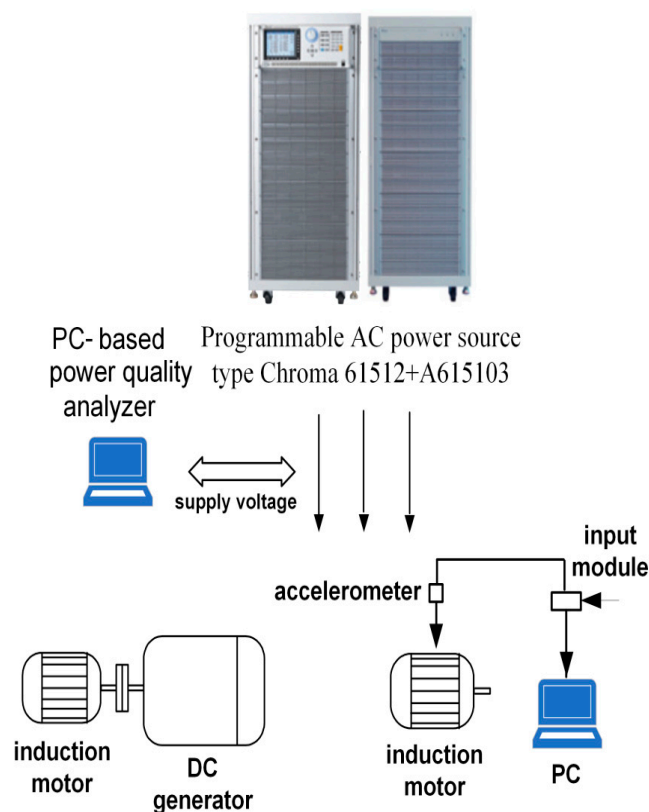 PC- based
power quality
analyzer
Programmable AC power source
type Chroma 61512+A615103
supply voltage
input
module
accelerometer
induction
motor
DC
generator
induction
motor
PC